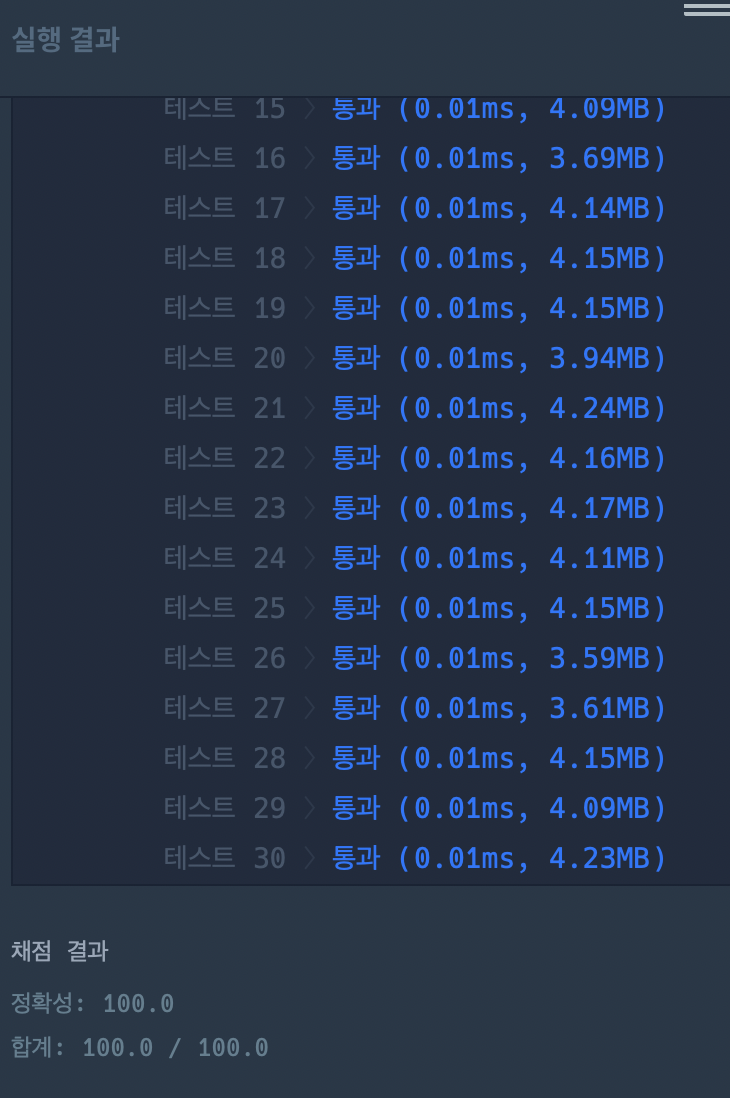 실행 결과
테스트 15 〉 통과 (0.01ms, 4.09MB)
테스트 16 〉 통과 (0.01ms, 3.69MB)
테스트 17 〉 통과 (0.01ms, 4.14MB)
테스트 18 〉 통과 (0.01ms, 4.15MB)
테스트 19 〉 통과 (0.01ms, 4.15MB)
테스트 20 〉 통과 (0.01ms, 3.94MB)
테스트 21 〉 통과 (0.01ms, 4.24MB)
테스트 22 〉 통과 (0.01ms, 4.16MB)
테스트 23 〉 통과 (0.01ms, 4.17MB)
테스트 24 〉 통과 (0.01ms, 4.11MB)
테스트 25 〉 통과 (0.01ms, 4.15MB)
테스트 26 〉 통과 (0.01ms, 3.59MB)
테스트 27 〉 통과 (0.01ms, 3.61MB)
테스트 28 〉 통과 (0.01ms, 4.15MB)
테스트 29 〉 통과 (0.01ms, 4.09MB)
테스트 30 〉 통과 (0.01ms, 4.23MB)
채점 결과
정확성: 100.0
합계: 100.0 / 100.0